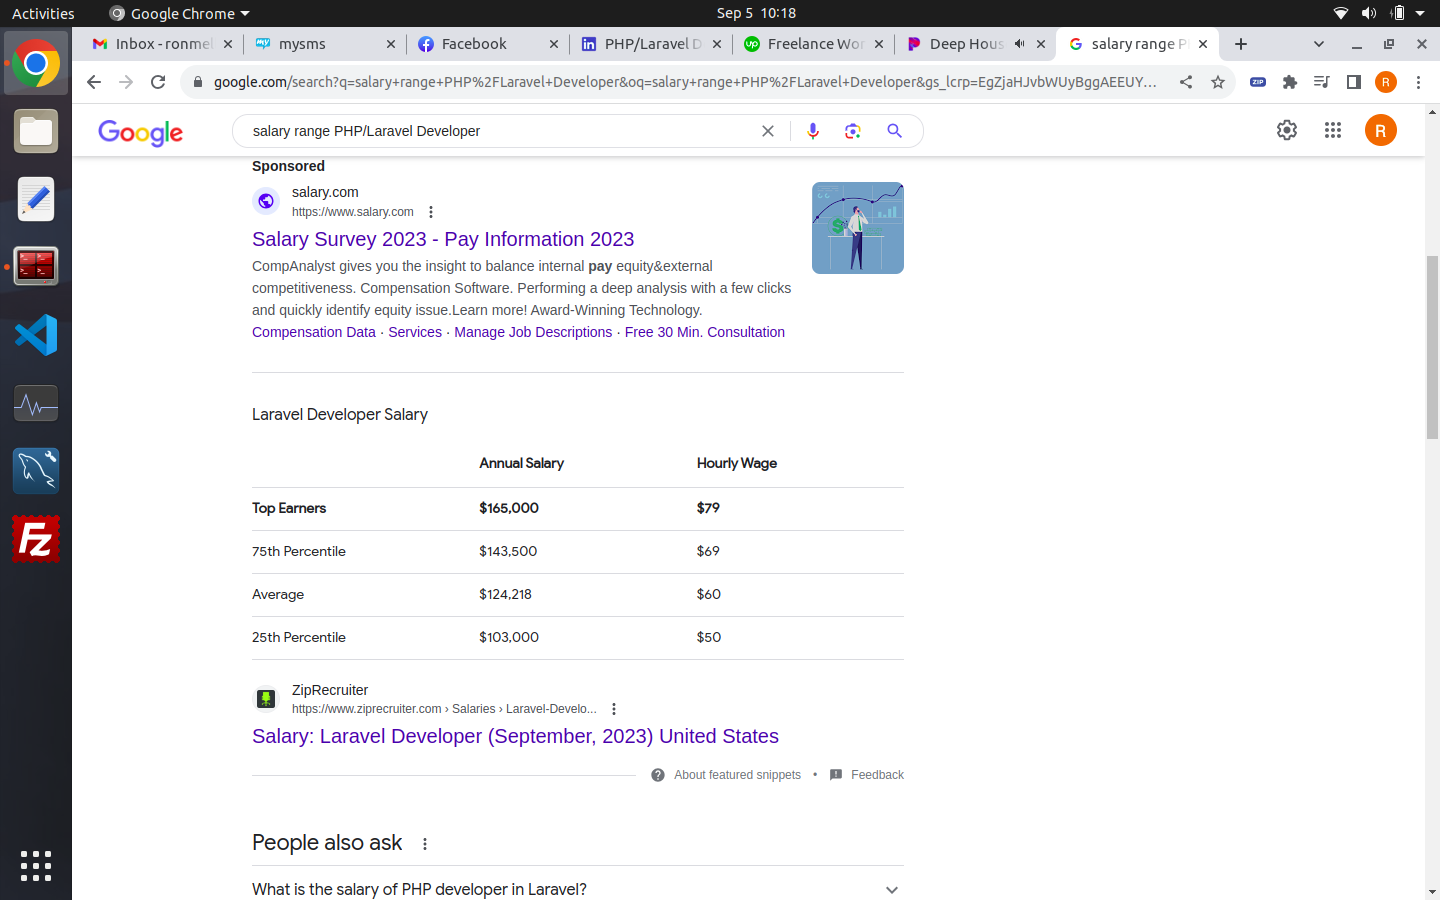 Activities Google Chrome Sep 5 10:18
Inbox - ronmel mysms Facebook PHP/Laravel D Freelance Wor Deep Hous salary range P
google.com/search?q=salary+range+PHP%2FLaravel+Developer&oq=salary+range+PHP%2FLaravel+Developer&gs_lcrp=EgZjaHJvbWUyBggAEEUY… ZIP R
Google salary range PHP/Laravel Developer R
Sponsored
salary.com
https://www.salary.com
Salary Survey 2023 - Pay Information 2023
CompAnalyst gives you the insight to balance internal pay equity&external
competitiveness. Compensation Software. Performing a deep analysis with a few clicks
and quickly identify equity issue.Learn more! Award-Winning Technology.
Compensation Data · Services · Manage Job Descriptions · Free 30 Min. Consultation
Laravel Developer Salary
Annual Salary Hourly Wage
Top Earners $165,000 $79
75th Percentile $143,500 $69
Average $124,218 $60
25th Percentile $103,000 $50
ZipRecruiter
https://www.ziprecruiter.com › Salaries › Laravel-Develo...
Salary: Laravel Developer (September, 2023) United States
About featured snippets • Feedback
People also ask
What is the salary of PHP developer in Laravel?